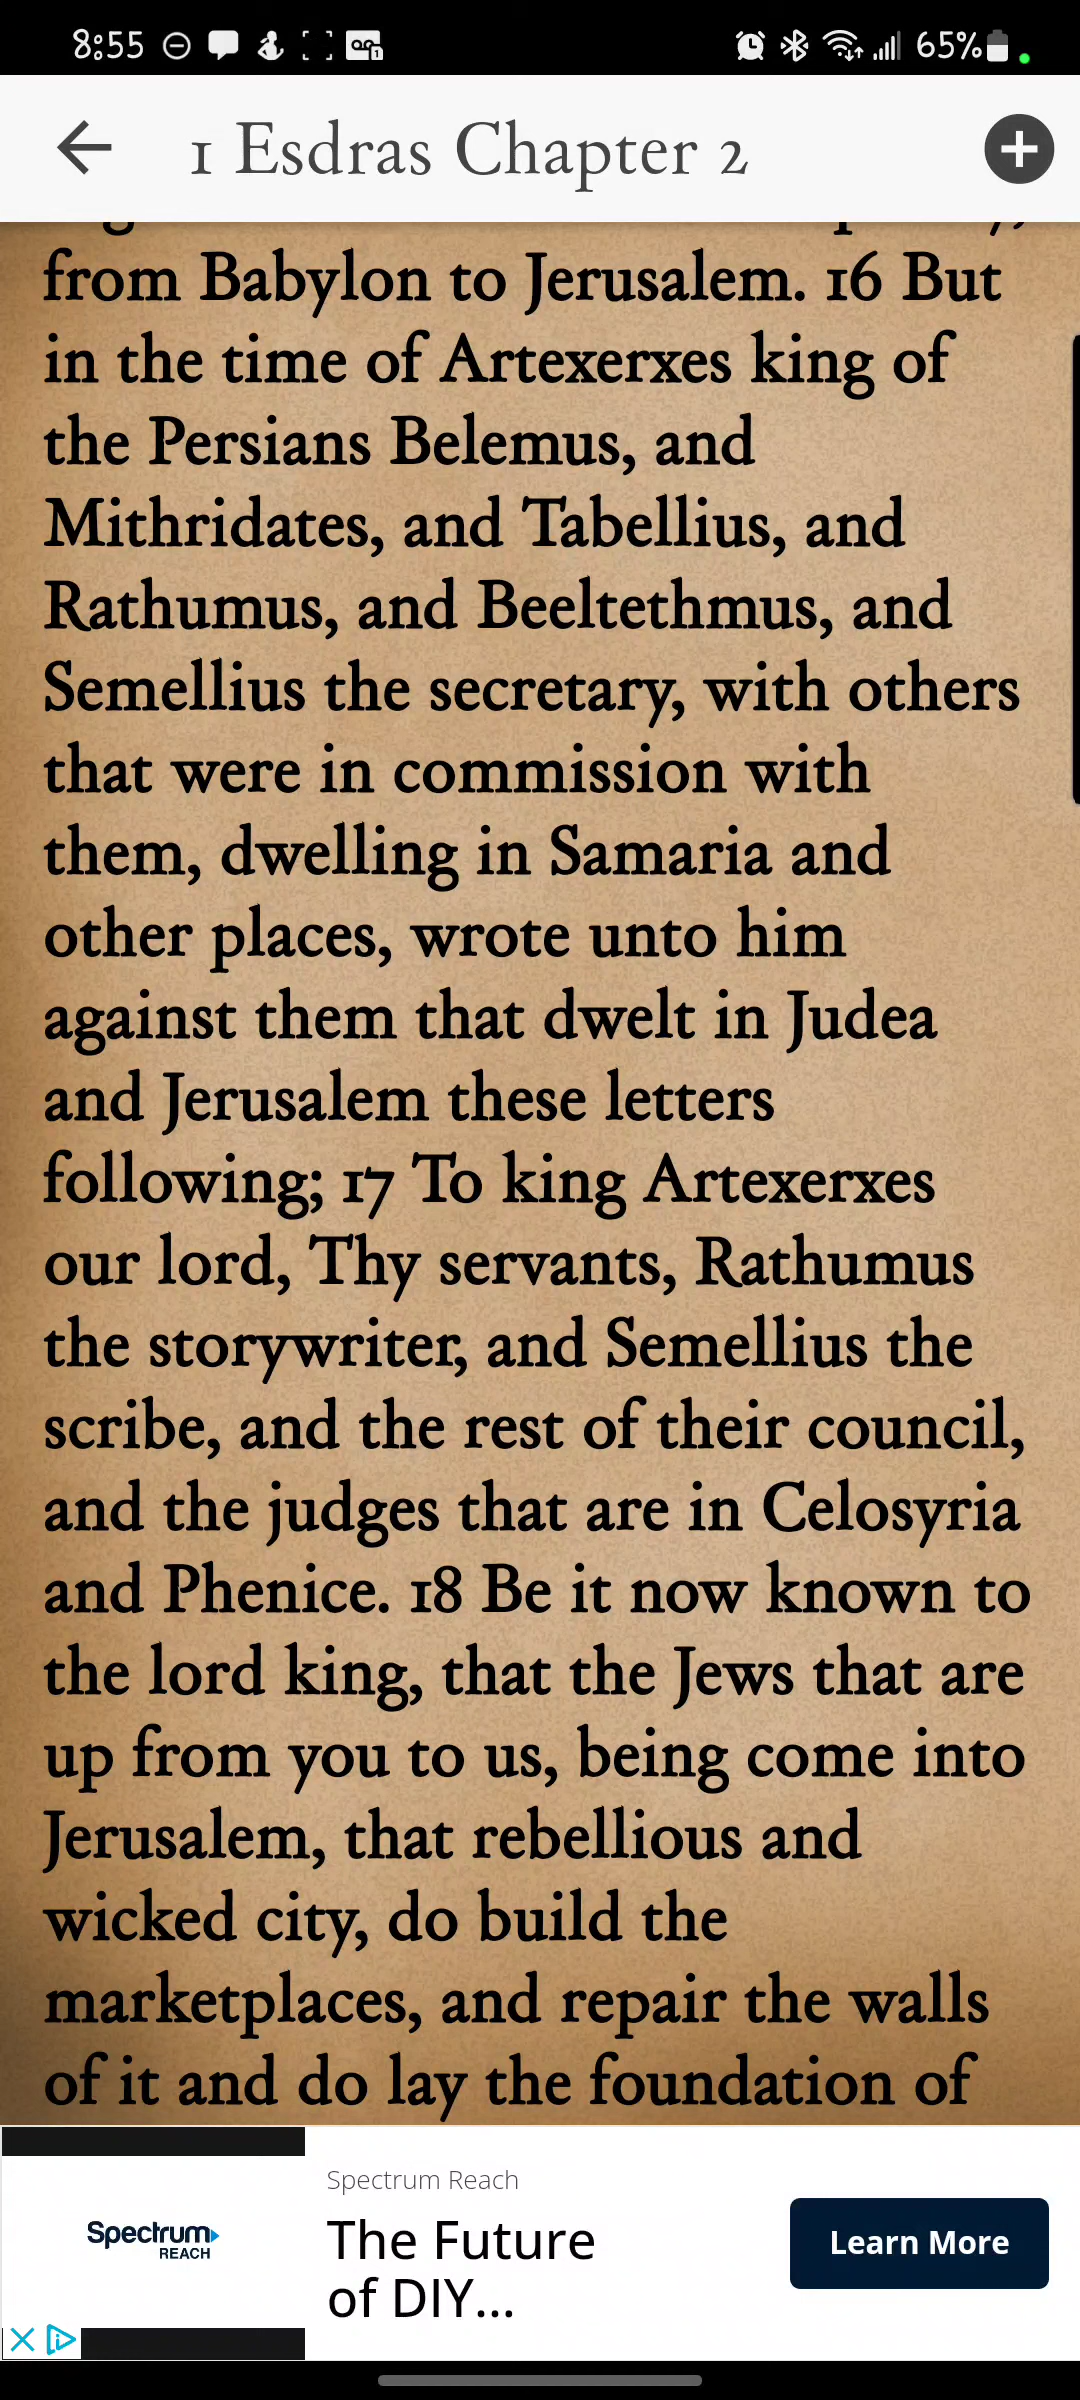 8:55
65%
1 Esdras Chapter 2
from Babylon to Jerusalem. 16 But
in the time of Artexerxes king of
the Persians Belemus, and
Mithridates, and Tabellius, and
Rathumus, and Beeltethmus, and
Semellius the secretary, with others
that were in commission with
them, dwelling in Samaria and
other places, wrote unto him
against them that dwelt in Judea
and Jerusalem these letters
following; 17 To king Artexerxes
our lord, Thy servants, Rathumus
the storywriter, and Semellius the
scribe, and the rest of their council,
and the judges that are in Celosyria
and Phenice. 18 Be it now known to
the lord king, that the Jews that are
up from you to us, being come into
Jerusalem, that rebellious and
wicked city, do build the
marketplaces, and repair the walls
of it and do lay the foundation of
Spectrum
REACH
Spectrum Reach
The Future
of DIY...
Learn More